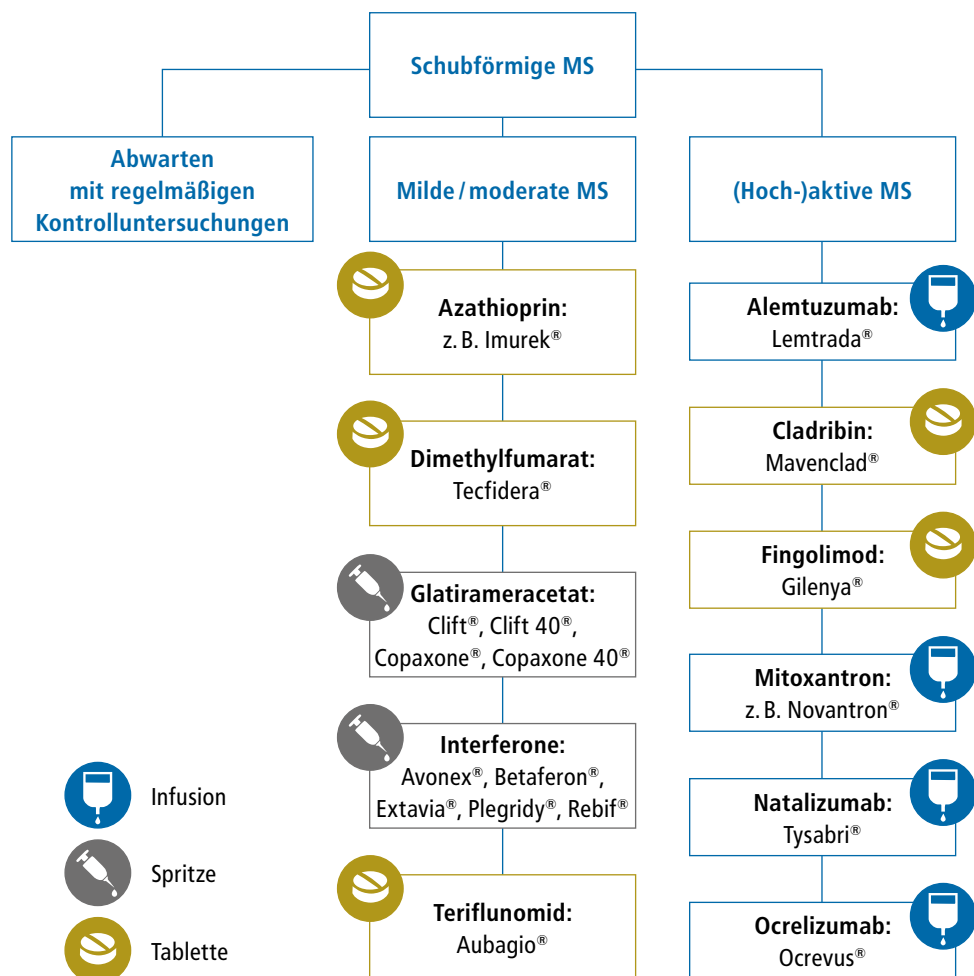 Schubförmige MS
Abwarten
mit regelmäßigen
Kontrolluntersuchungen
Milde / moderate MS
(Hoch-)aktive MS
Azathioprin:
z. B. Imurek®
Dimethylfumarat:
Tecfidera®
Glatirameracetat:
Clift®, Clift 40®,
Copaxone®, Copaxone 40®
Interferone:
Avonex®, Betaferon®,
Extavia®, Plegridy®, Rebif®
Teriflunomid:
Aubagio®
Alemtuzumab:
Lemtrada®
Cladribin:
Mavenclad®
Fingolimod:
Gilenya®
Mitoxantron:
z. B. Novantron®
Natalizumab:
Tysabri®
Ocrelizumab:
Ocrevus®
Infusion
Spritze
Tablette